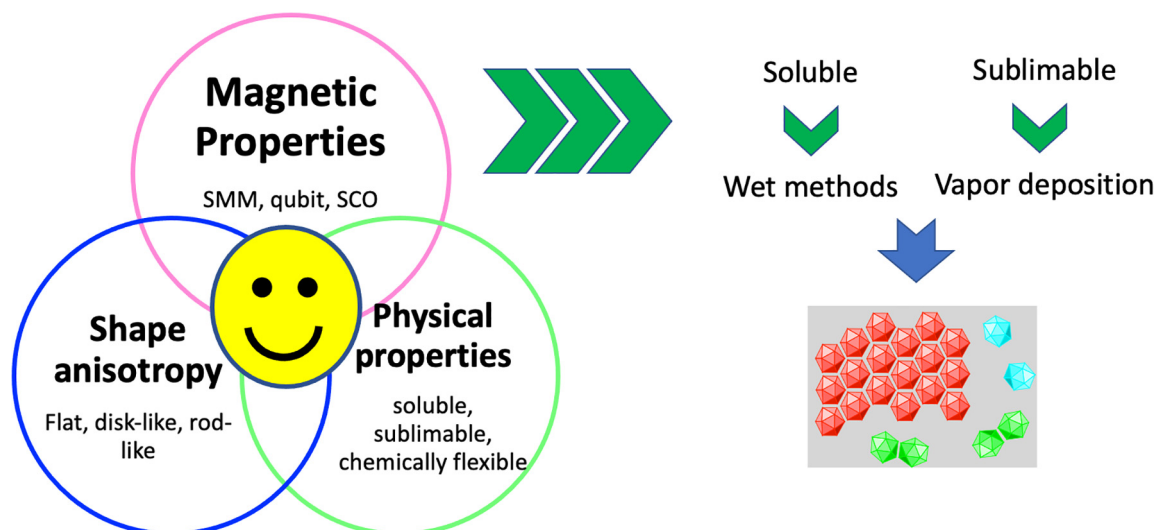 Magnetic
Properties
SMM, qubit, SCO
Shape
anisotropy
Flat, disk-like, rod-
like
Physical
properties
soluble,
sublimable,
chemically flexible
Soluble
Sublimable
Wet methods
Vapor deposition